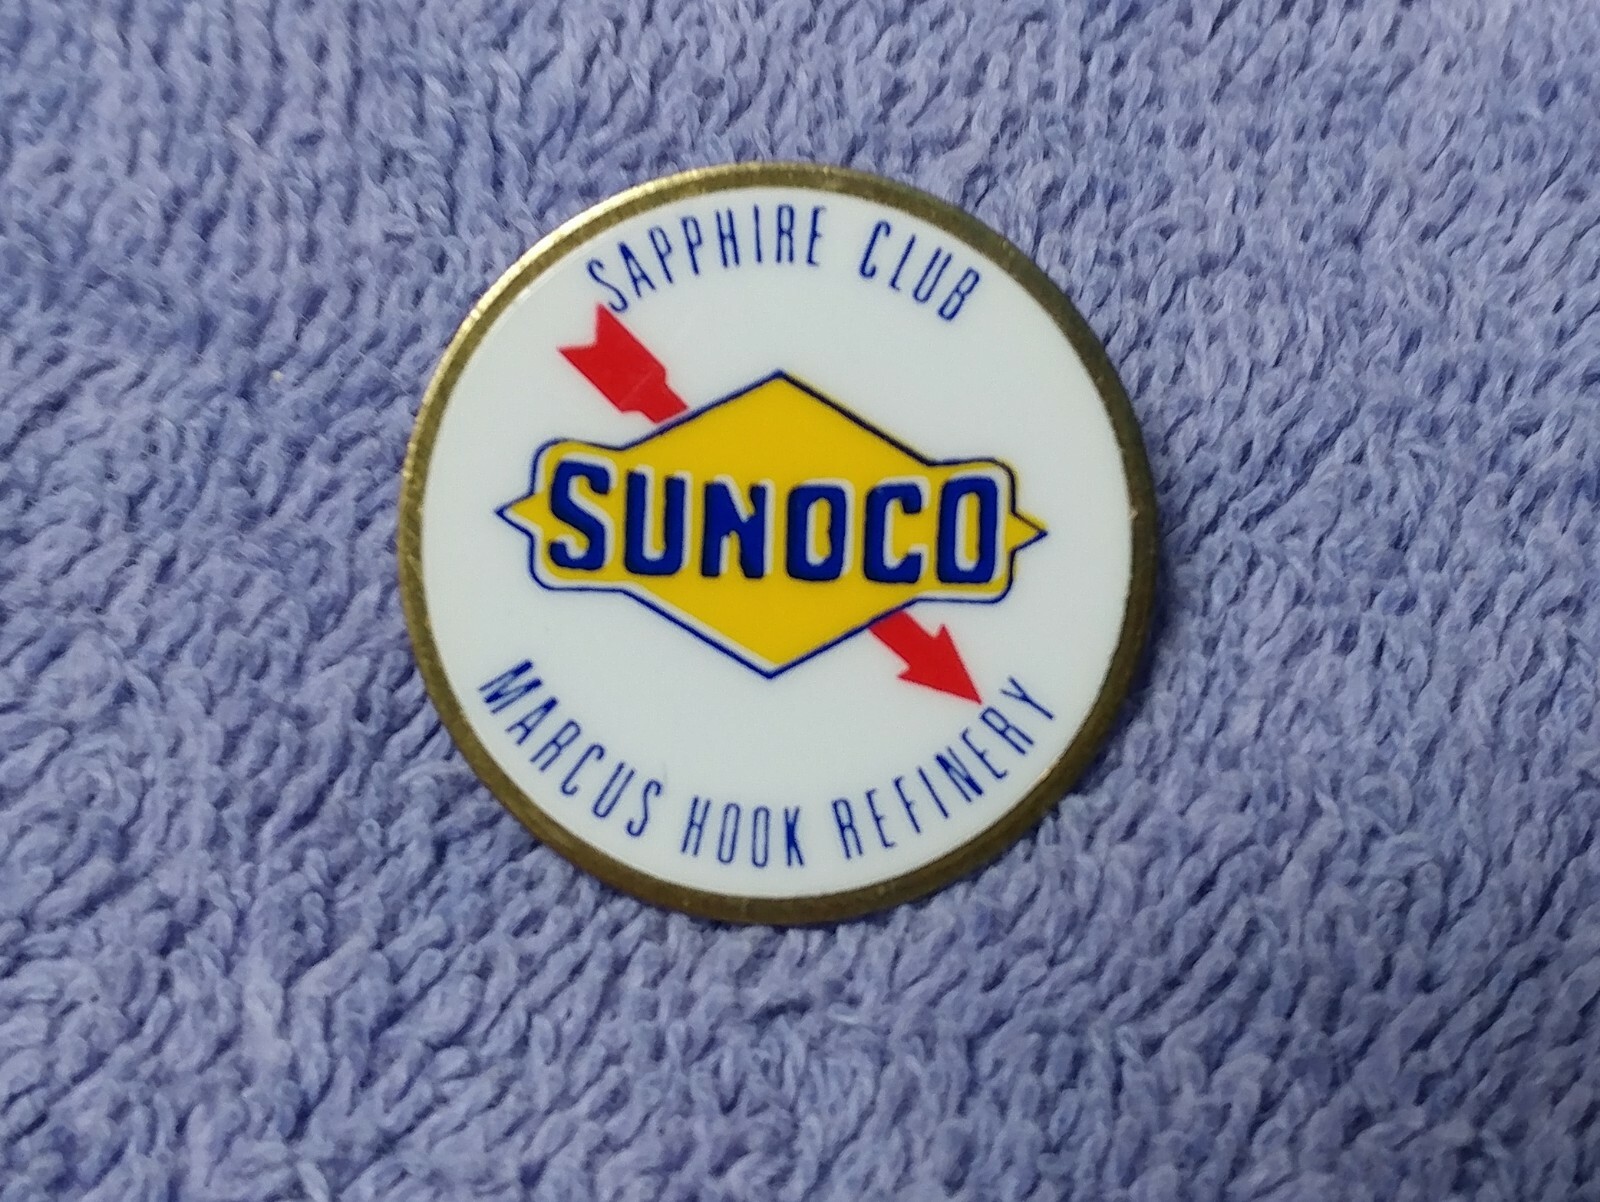 SAPPHIRE CLUB
SUNOCO
MARCUS HOOK REFINERY